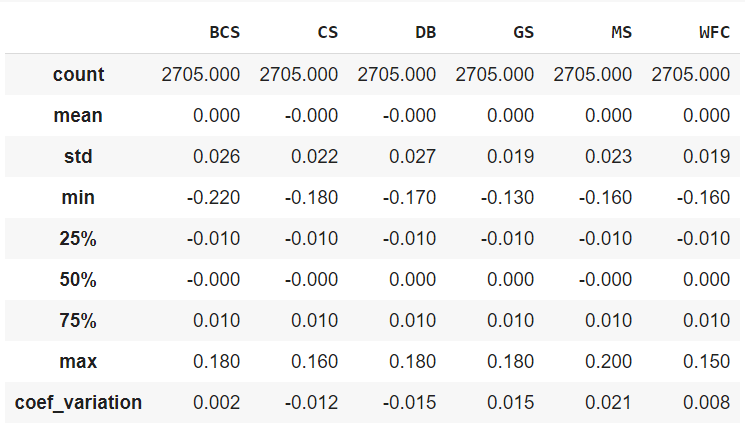 BCS CS DB GS MS WFC
count 2705.000 2705.000 2705.000 2705.000 2705.000 2705.000
mean 0.000 -0.000 -0.000 0.000 0.000 0.000
std 0.026 0.022 0.027 0.019 0.023 0.019
min -0.220 -0.180 -0.170 -0.130 -0.160 -0.160
25% -0.010 -0.010 -0.010 -0.010 -0.010 -0.010
50% -0.000 -0.000 0.000 0.000 -0.000 0.000
75% 0.010 0.010 0.010 0.010 0.010 0.010
max 0.180 0.160 0.180 0.180 0.200 0.150
coef_variation 0.002 -0.012 -0.015 0.015 0.021 0.008